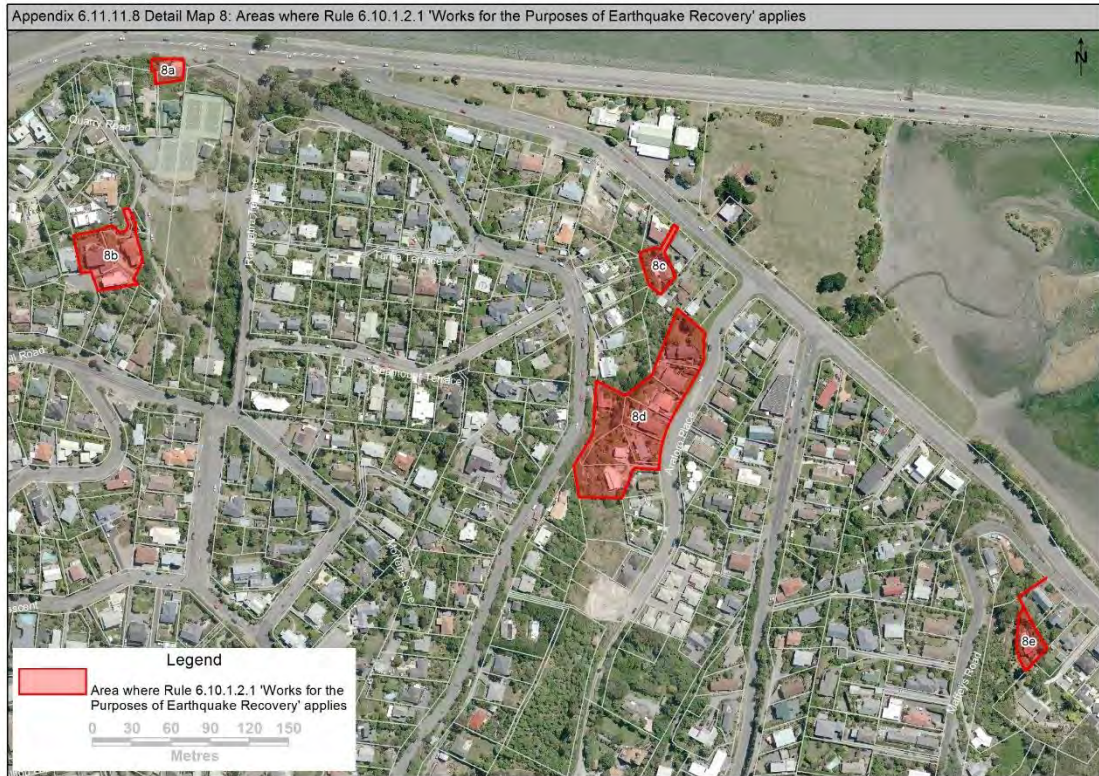 Appendix 6.11.11.8 Detail Map 8: Areas where Rule 6.10.1.2.1 'Works for the Purposes of Earthquake Recovery' applies
N
8a
Quarry Road
8b
8c
Terrace
8d
Place
8e
Legend
Area where Rule 6.10.1.2.1 'Works for the
Purposes of Earthquake Recovery' applies
0 30 60 90 120 150
Metres